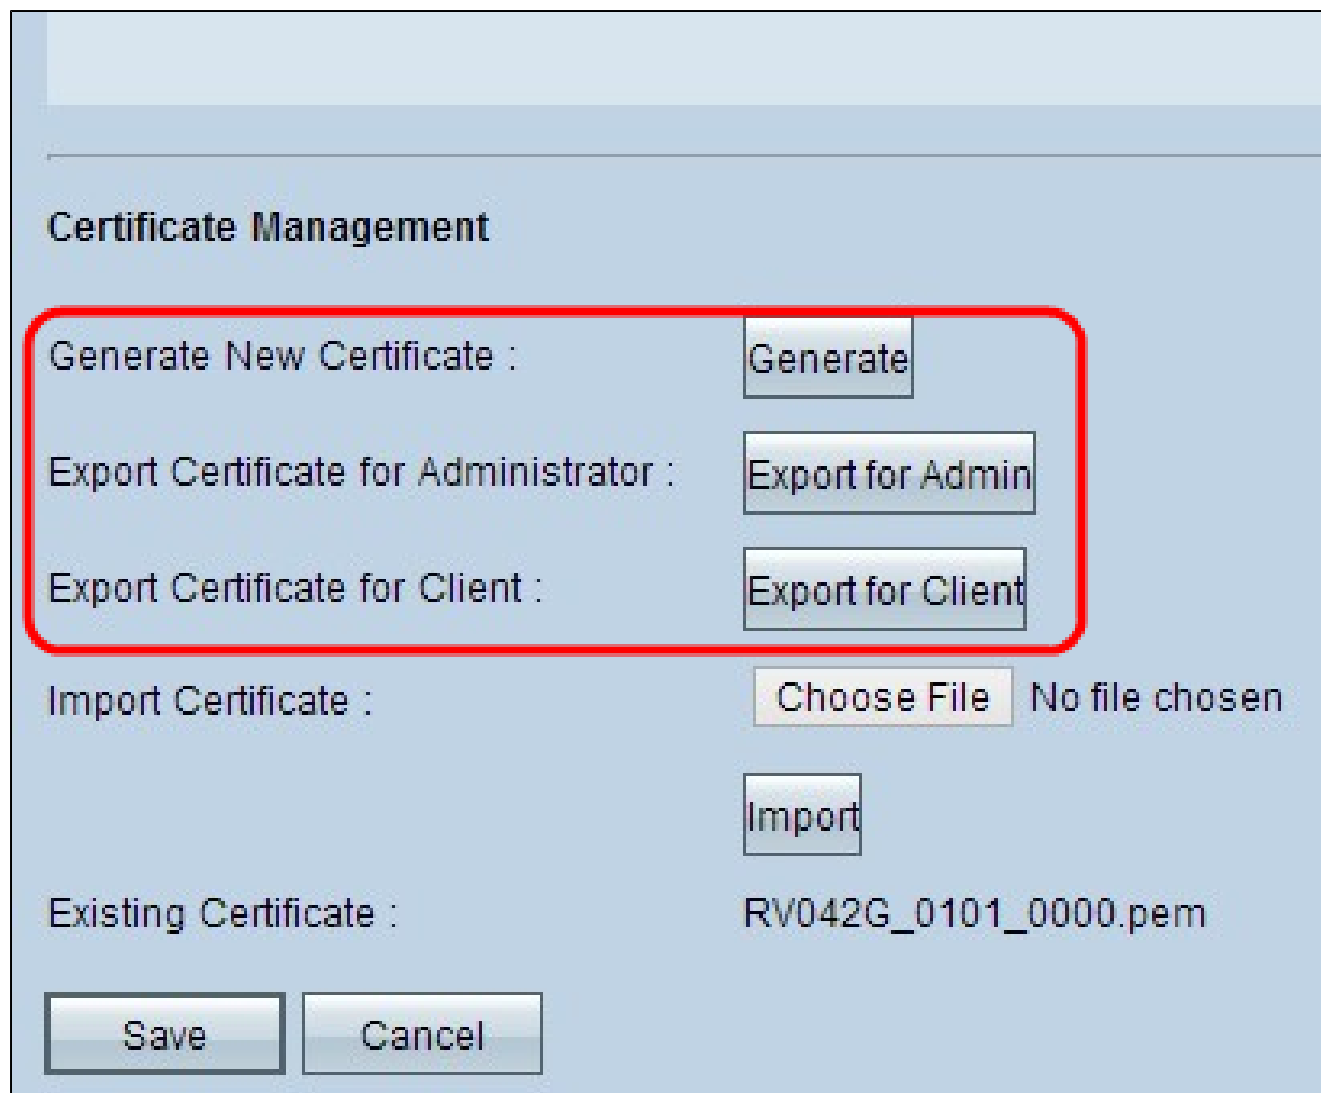 Certificate Management
Generate New Certificate : Generate
Export Certificate for Administrator : Export for Admin
Export Certificate for Client : Export for Client
Import Certificate : Choose File No file chosen
Import
Existing Certificate : RV042G_0101_0000.pem
Save Cancel